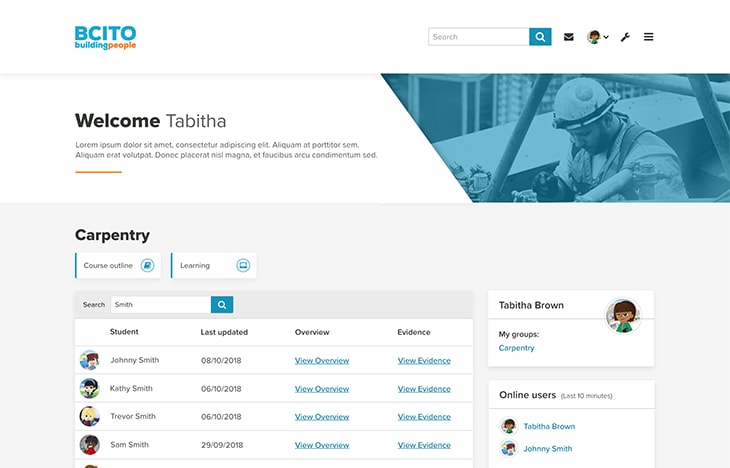 BCITO
buildingpeople
Search
Welcome Tabitha
Lorem ipsum dolor sit amet, consectetur adipiscing elit. Aliquam at porttitor sem.
Aliquam erat volutpat. Donec placerat nisl magna, et faucibus arcu condimentum sed.
Carpentry
Course outline
Learning
Search Smith
Student Last updated Overview Evidence
Johnny Smith 08/10/2018 View Overview View Evidence
Kathy Smith 06/10/2018 View Overview View Evidence
Trevor Smith 06/10/2018 View Overview View Evidence
Sam Smith 29/09/2018 View Overview View Evidence
Tabitha Brown
My groups:
Carpentry
Online users (Last 10 minutes)
Tabitha Brown
Johnny Smith